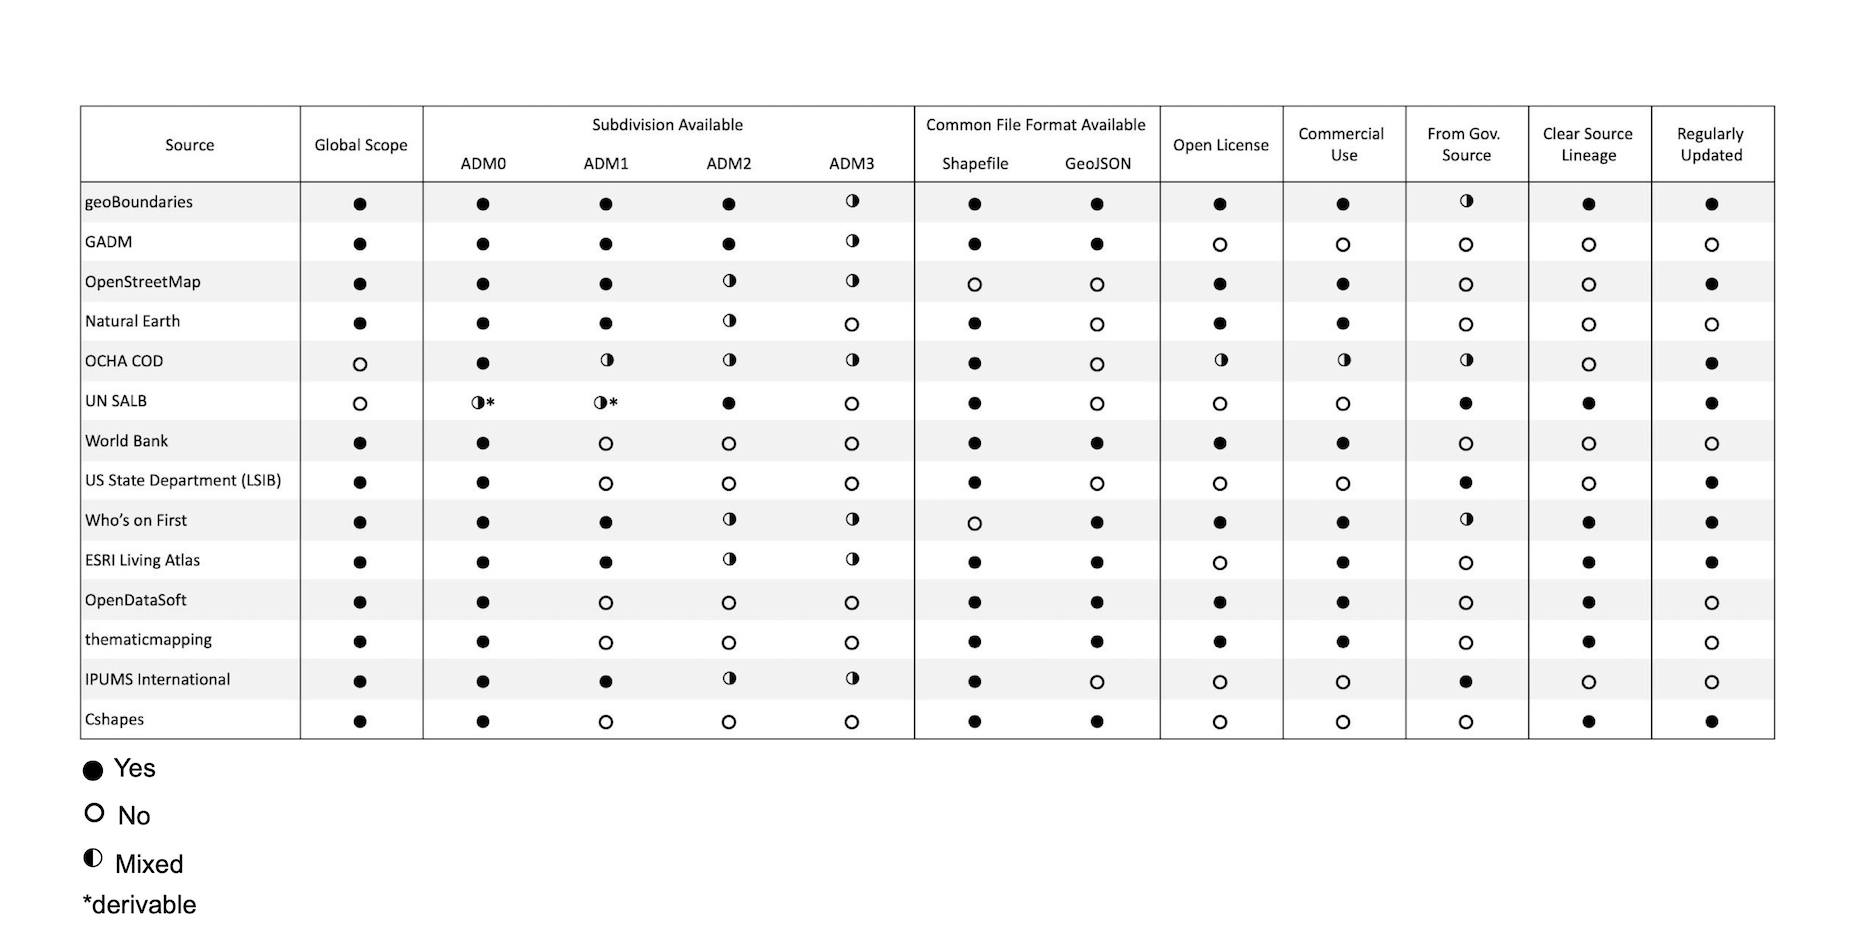 Source Global Scope Subdivision Available Common File Format Available Open License Commercial Use From Gov. Source Clear Source Lineage Regularly Updated
ADM0 ADM1 ADM2 ADM3 Shapefile GeoJSON
geoBoundaries ● ● ● ● ◑ ● ● ● ● ◑ ● ●
GADM ● ● ● ● ◑ ● ● ○ ○ ○ ○ ○
OpenStreetMap ● ● ● ◑ ◑ ○ ○ ● ● ○ ○ ●
Natural Earth ● ● ● ◑ ○ ● ○ ● ● ○ ○ ○
OCHA COD ○ ● ◑ ◑ ◑ ● ○ ◑ ◑ ◑ ○ ●
UN SALB ○ ◑* ◑* ● ○ ● ○ ○ ○ ● ● ●
World Bank ● ● ○ ○ ○ ● ● ● ● ○ ○ ○
US State Department (LSIB) ● ● ○ ○ ○ ● ○ ○ ○ ● ○ ●
Who’s on First ● ● ● ◑ ◑ ○ ● ● ● ◑ ● ●
ESRI Living Atlas ● ● ● ◑ ◑ ● ● ○ ● ○ ● ●
OpenDataSoft ● ● ○ ○ ○ ● ● ● ● ○ ● ○
thematicmapping ● ● ○ ○ ○ ● ● ● ● ○ ● ○
IPUMS International ● ● ● ◑ ◑ ● ○ ○ ○ ● ○ ○
Cshapes ● ● ○ ○ ○ ● ● ○ ○ ○ ● ●
● Yes
○ No
◐ Mixed
*derivable